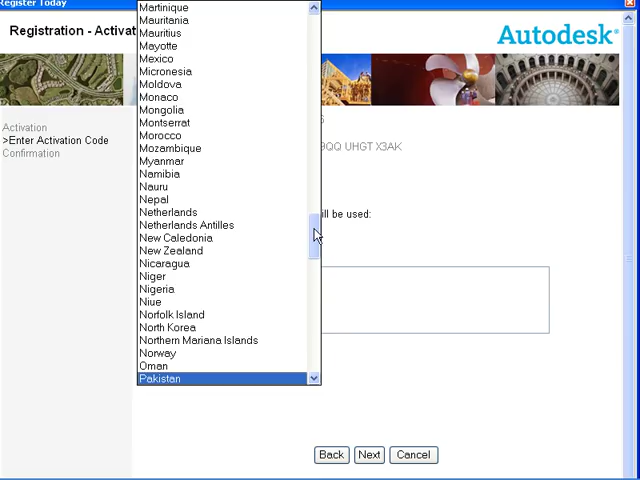 Register Today
Registration - Activat
Autodesk
Activation
>Enter Activation Code
Confirmation
Martinique
Mauritania
Mauritius
Mayotte
Mexico
Micronesia
Moldova
Monaco
Mongolia
Montserrat
Morocco
Mozambique
Myanmar
Namibia
Nauru
Nepal
Netherlands
Netherlands Antilles
New Caledonia
New Zealand
Nicaragua
Niger
Nigeria
Niue
Norfolk Island
North Korea
Northern Mariana Islands
Norway
Oman
Pakistan
9QQ UHGT X3AK
ill be used:
Back Next Cancel